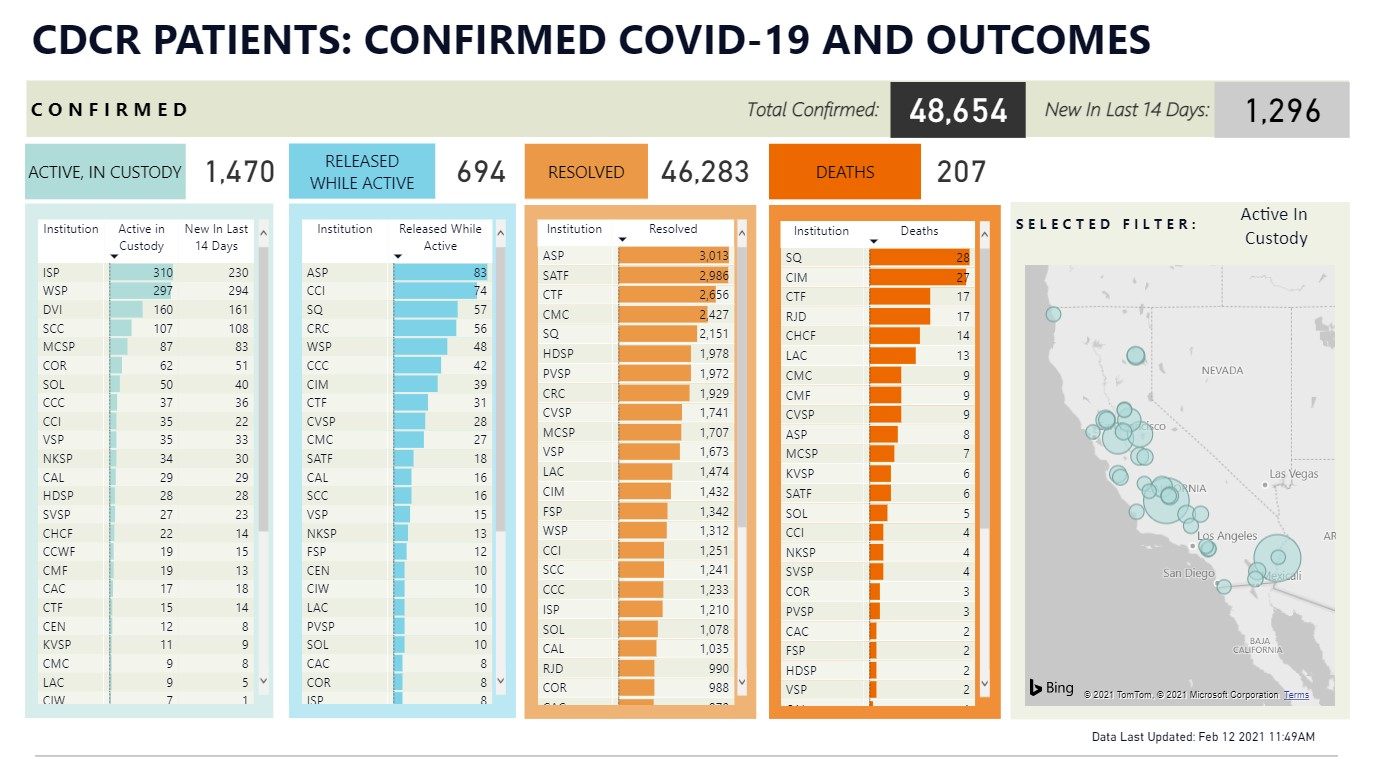 CDCR PATIENTS: CONFIRMED COVID-19 AND OUTCOMES
CONFIRMED Total Confirmed: 48,654 New In Last 14 Days: 1,296
ACTIVE, IN CUSTODY 1,470
RELEASED WHILE ACTIVE 694
RESOLVED 46,283
DEATHS 207
Institution Active in Custody New In Last 14 Days
ISP 310 230
WSP 297 294
DVI 160 161
SCC 107 108
MCSP 87 83
COR 62 51
SOL 50 40
CCC 37 36
CCI 35 22
VSP 35 33
NKSP 34 30
CAL 29 29
HDSP 28 28
SVSP 27 23
CHCF 22 14
CCWF 19 15
CMF 19 13
CAC 17 18
CTF 15 14
CEN 12 8
KVSP 11 9
CMC 9 8
LAC 9 5
CIW 7 1
Institution Released While Active
ASP 83
CCI 74
SQ 57
CRC 56
WSP 48
CCC 42
CIM 39
CTF 31
CVSP 28
CMC 27
SATF 18
CAL 16
SCC 16
VSP 15
NKSP 13
FSP 12
CEN 10
CIW 10
LAC 10
PVSP 10
SOL 10
CAC 8
COR 8
ISP 8
Institution Resolved
ASP 3,013
SATF 2,986
CTF 2,656
CMC 2,427
SQ 2,151
HDSP 1,978
PVSP 1,972
CRC 1,929
CVSP 1,741
MCSP 1,707
VSP 1,673
LAC 1,474
CIM 1,432
FSP 1,342
WSP 1,312
CCI 1,251
SCC 1,241
CCC 1,233
ISP 1,210
SOL 1,078
CAL 1,035
RJD 990
COR 988
Institution Deaths
SQ 28
CIM 27
CTF 17
RJD 17
CHCF 14
LAC 13
CMC 9
CMF 9
CVSP 9
ASP 8
MCSP 7
KVSP 6
SATF 6
SOL 5
CCI 4
NKSP 4
SVSP 4
COR 3
PVSP 3
CAC 2
FSP 2
HDSP 2
VSP 2
SELECTED FILTER: Active In Custody
NEVADA
cisco
Las Vegas
RNIA
Los Angeles
AR
San Diego
Mexicali
BAJA
CALIFORNIA
Bing © 2021 TomTom, © 2021 Microsoft Corporation Terms
Data Last Updated: Feb 12 2021 11:49AM